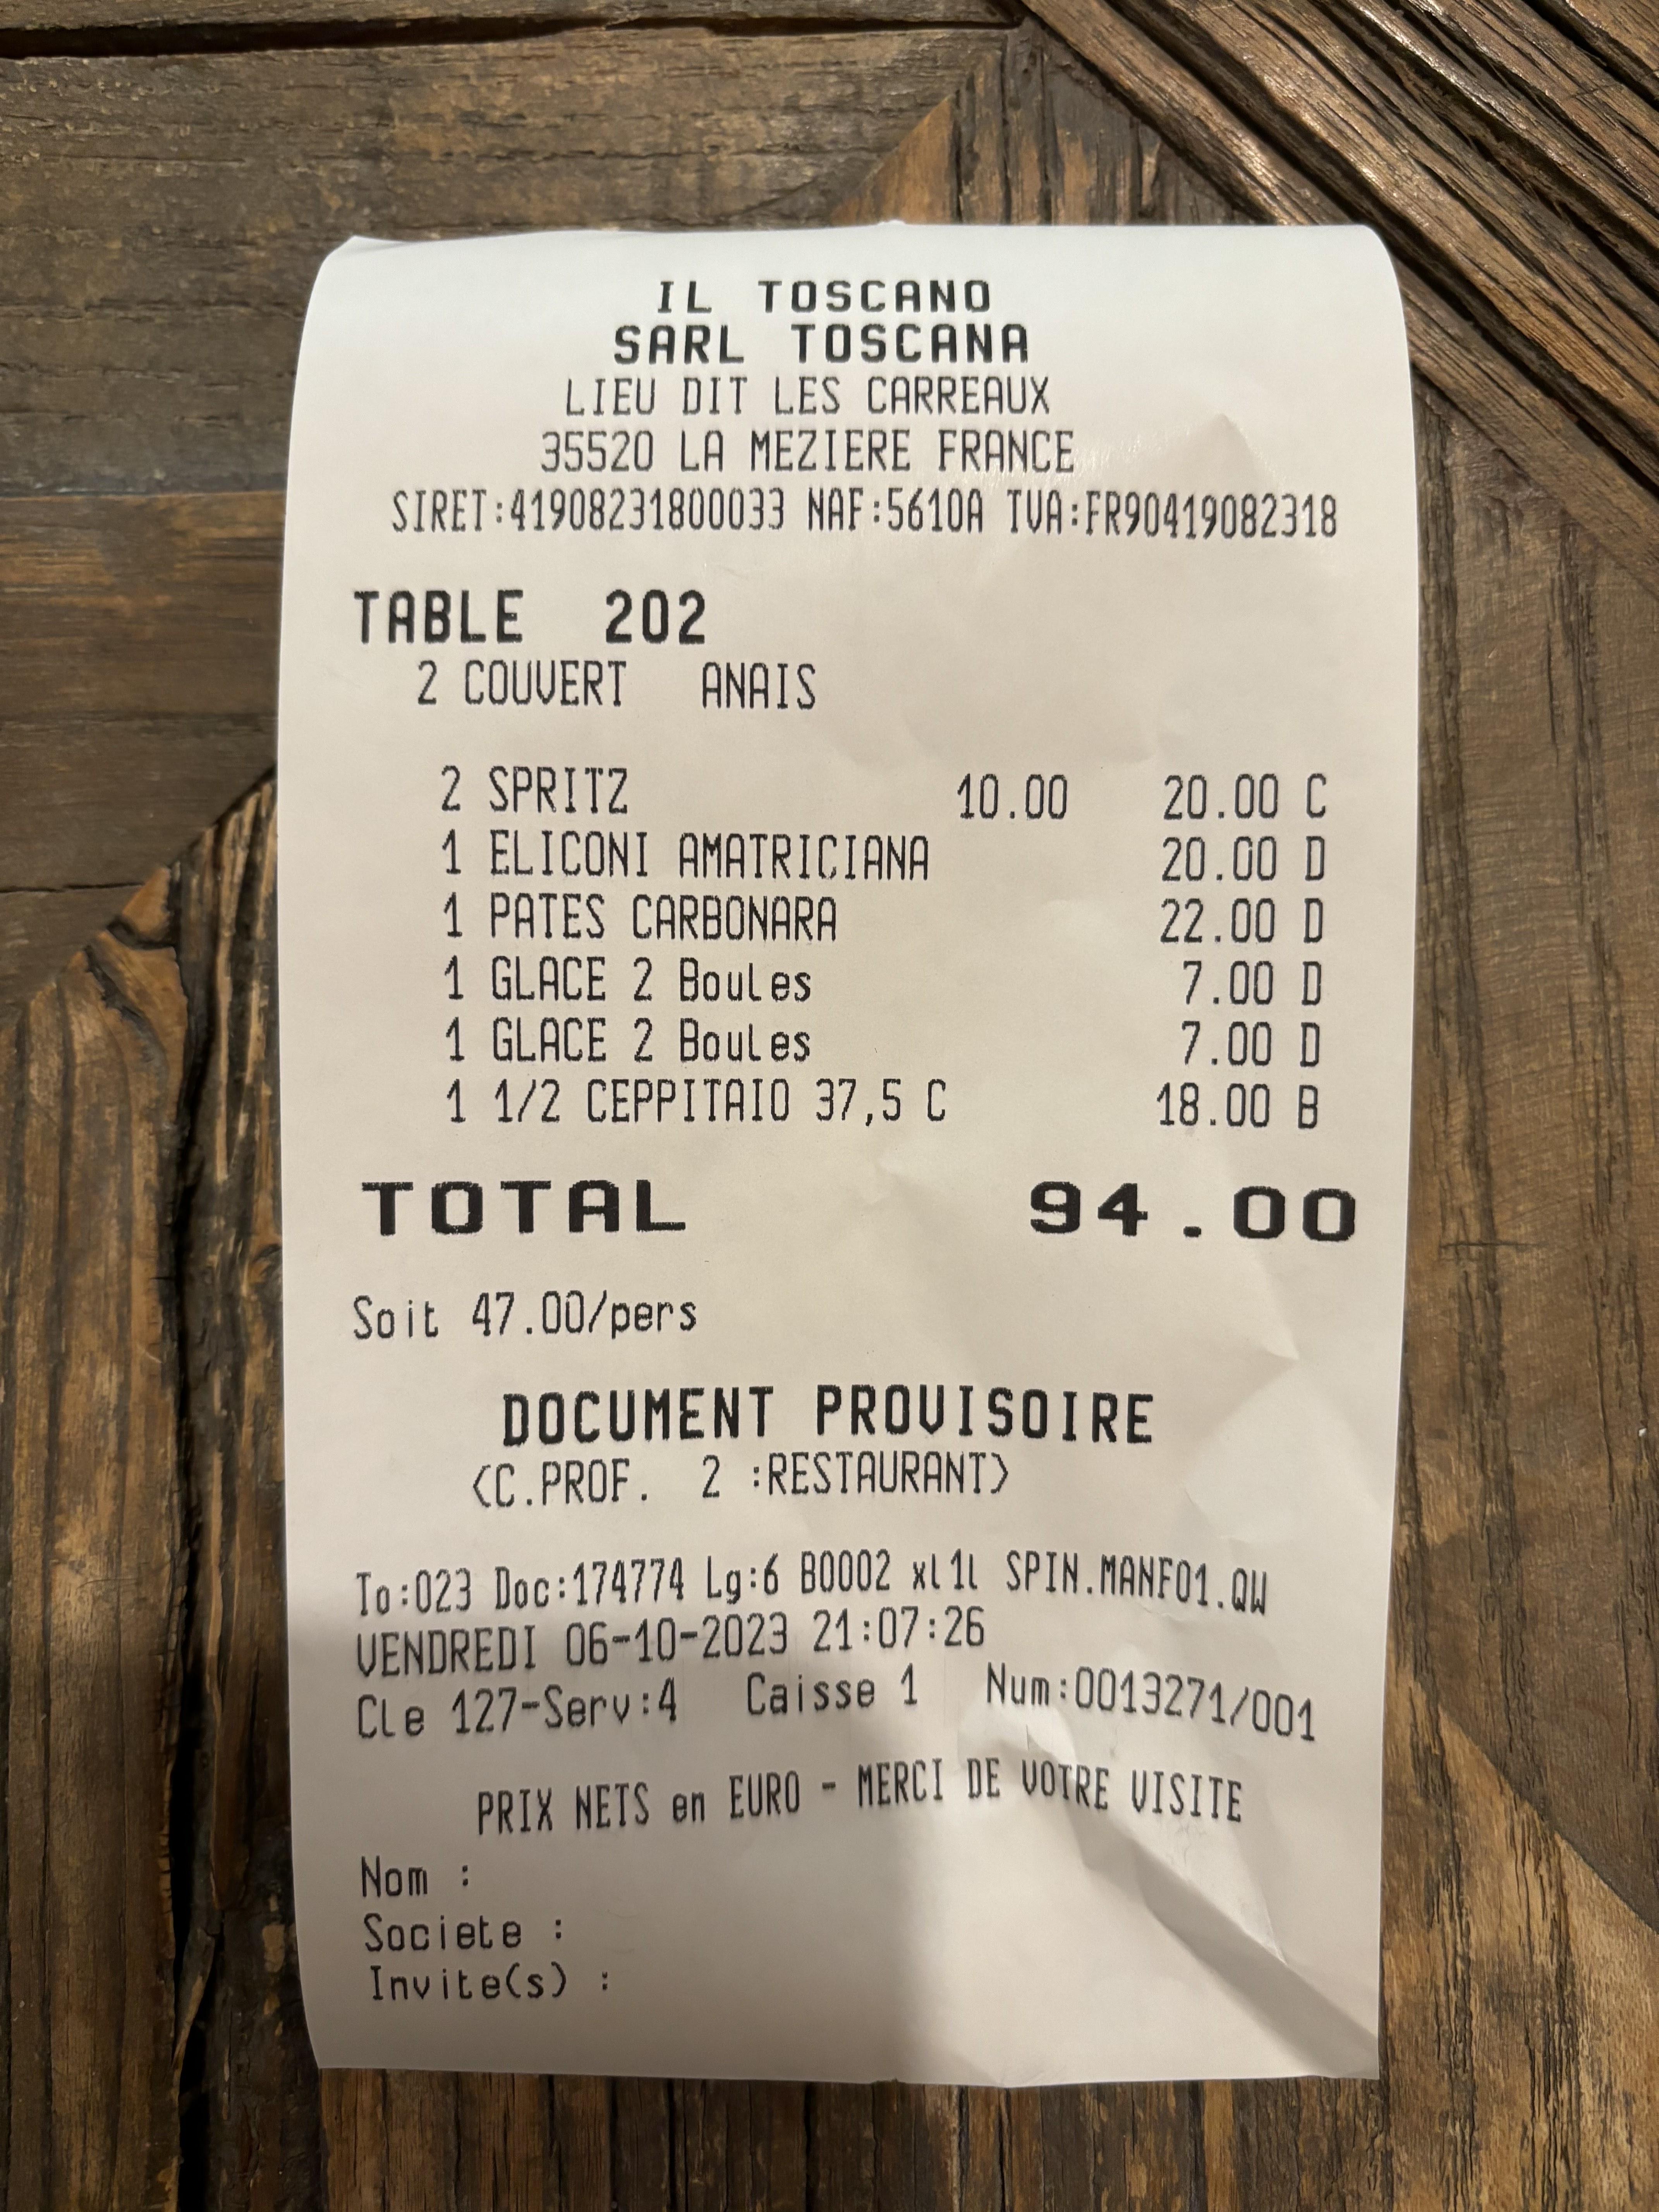 IL TOSCANO
SARL TOSCANA
LIEU DIT LES CARREAUX
35520 LA MEZIERE FRANCE
SIRET:41908231800033 NAF:5610A TVA:FR90419082318
TABLE 202
2 COUVERT ANAIS
2 SPRITZ 10.00 20.00 C
1 ELICONI AMATRICIANA 20.00 D
1 PATES CARBONARA 22.00 D
1 GLACE 2 Boules 7.00 D
1 GLACE 2 Boules 7.00 D
1 1/2 CEPPITAIO 37,5 C 18.00 B
TOTAL 94.00
Soit 47.00/pers
DOCUMENT PROVISOIRE
<C.PROF. 2 :RESTAURANT>
To:023 Doc:174774 Lg:6 B0002 xl1l SPIN.MANF01.QW
VENDREDI 06-10-2023 21:07:26
Cle 127-Serv:4 Caisse 1 Num:0013271/001
PRIX NETS en EURO - MERCI DE VOTRE VISITE
Nom :
Societe :
Invite(s) :